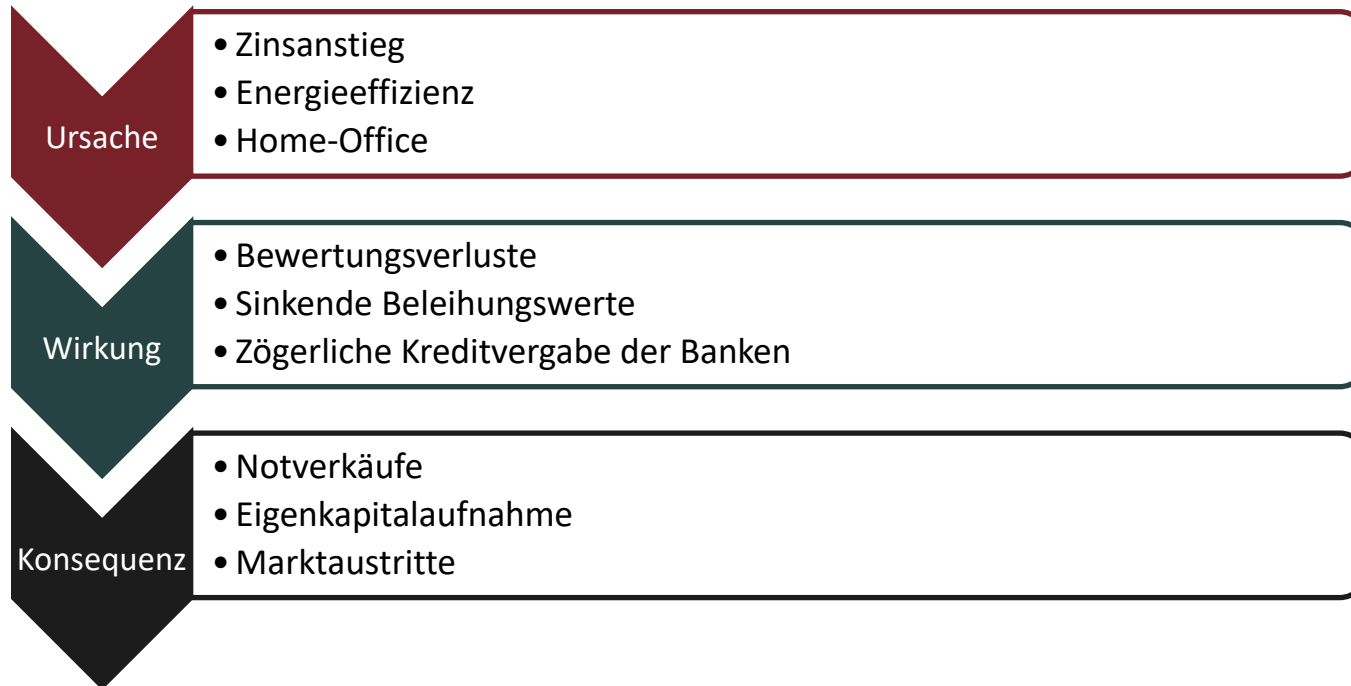 Ursache
• Zinsanstieg
• Energieeffizienz
• Home-Office
Wirkung
• Bewertungsverluste
• Sinkende Beleihungswerte
• Zögerliche Kreditvergabe der Banken
Konsequenz
• Notverkäufe
• Eigenkapitalaufnahme
• Marktaustritte